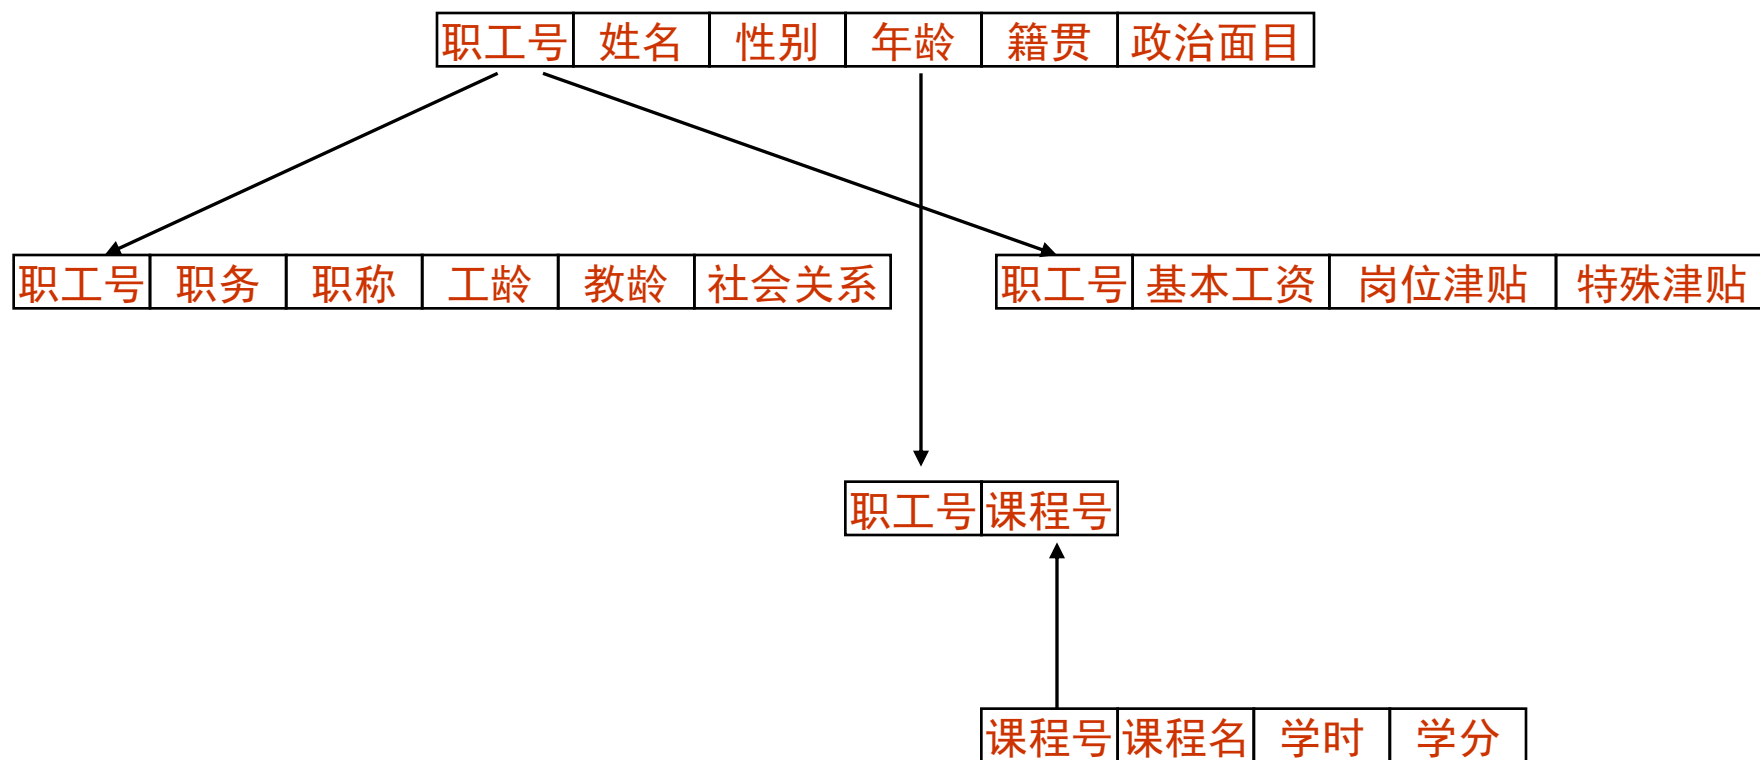 职工号 姓名 性别 年龄 籍贯 政治面目
职工号 职务 职称 工龄 教龄 社会关系 职工号 基本工资 岗位津贴 特殊津贴
职工号 课程号
课程号 课程名 学时 学分